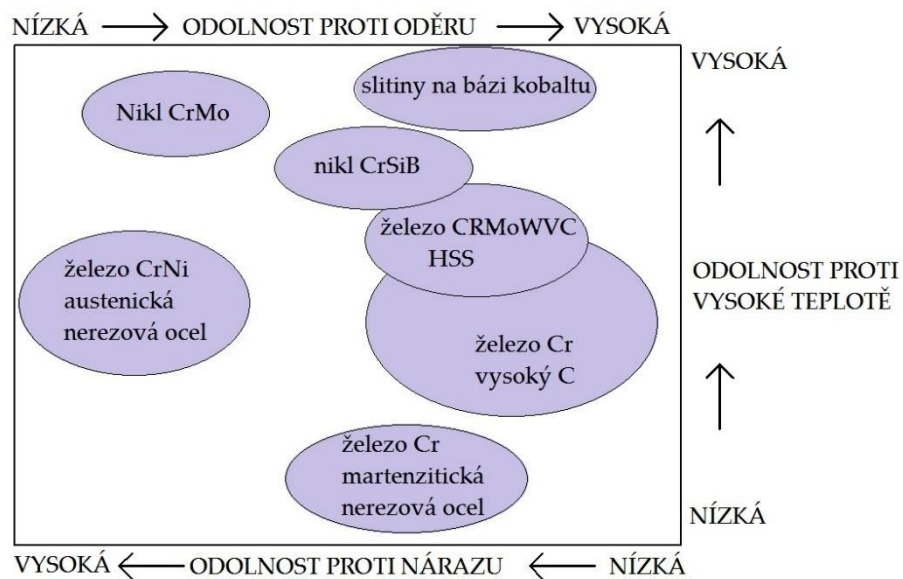 NÍZKÁ ODOLNOST PROTI ODĚRU VYSOKÁ
VYSOKÁ
slitiny na bázi kobaltu
Nikl CrMo
nikl CrSiB
železo CRMoWVC
HSS
železo CrNi
austenická
nerezová ocel
ODOLNOST PROTI
VYSOKÉ TEPLOTĚ
železo Cr
vysoký C
železo Cr
martenzitická
nerezová ocel
NÍZKÁ
VYSOKÁ ODOLNOST PROTI NÁRAZU NÍZKÁ